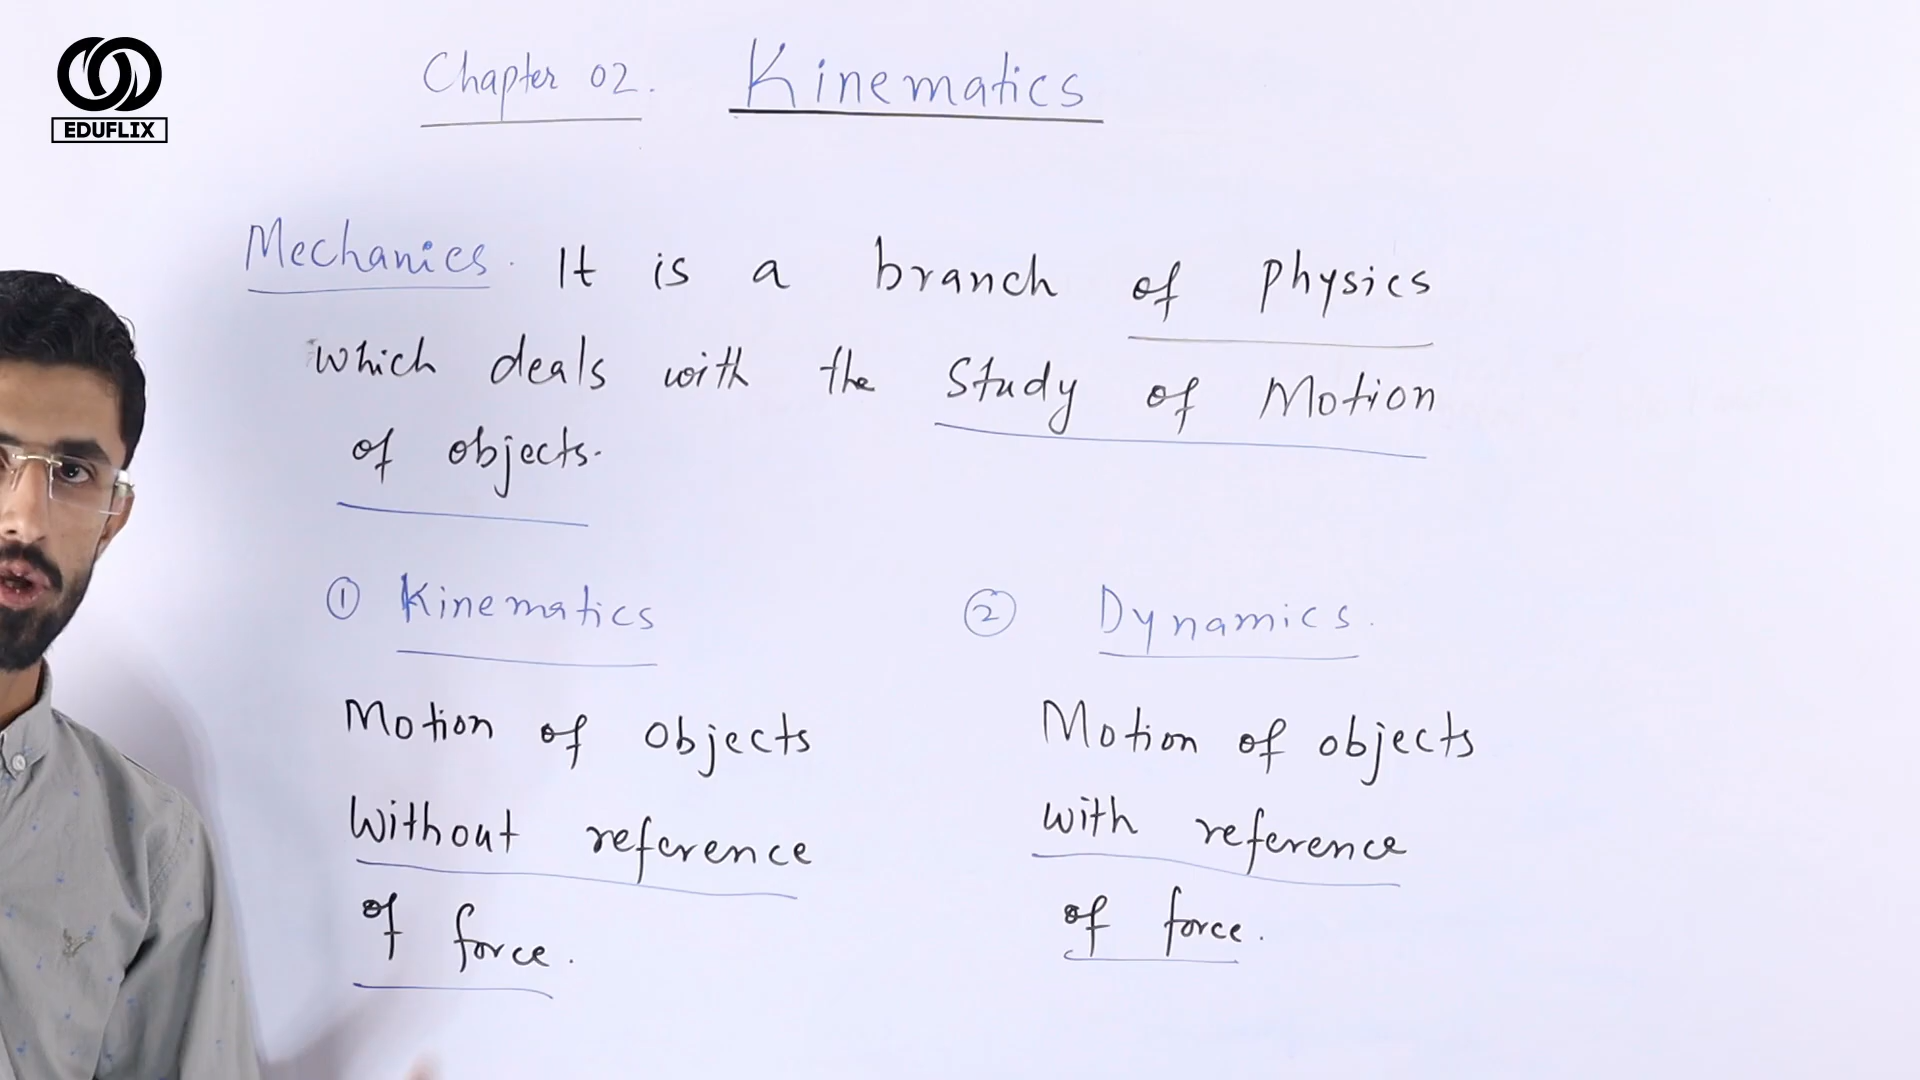 EDUFLIX
Chapter 02. Kinematics
Mechanics. It is a branch of Physics
which deals with the Study of Motion
of objects.
① Kinematics
Motion of Objects
Without reference
of force.
② Dynamics.
Motion of objects
with reference
of force.